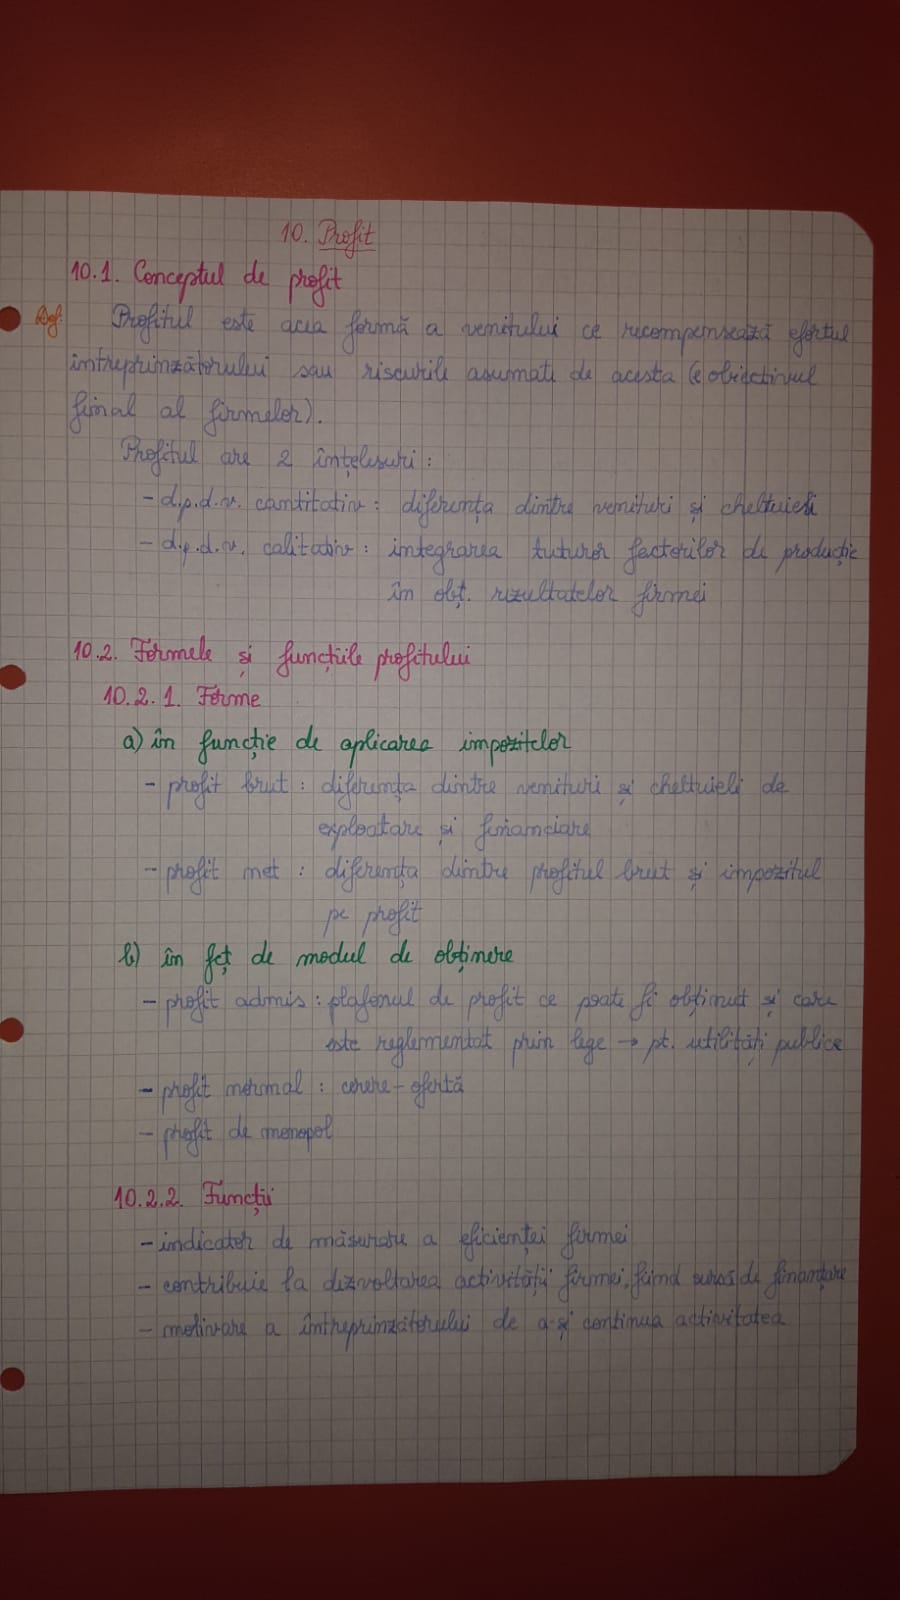 10. Profit
10.1. Conceptul de profit
Def: Profitul este acea formă a venitului ce recompensează efortul
întreprinzătorului sau riscurile asumate de acesta (e obiectivul
final al firmelor).
Profitul are 2 înțelesuri:
- d.p.d.v. cantitativ: diferența dintre venituri și cheltuieli
- d.p.d.v. calitativ: integrarea tuturor factorilor de producție
în obț. rezultatelor firmei
10.2. Formele și funcțiile profitului
10.2.1. Forme
a) în funcție de aplicarea impozitelor
- profit brut: diferența dintre venituri și cheltuieli de
exploatare și financiare
- profit net: diferența dintre profitul brut și impozitul
pe profit
b) în fcț de modul de obținere
- profit admis: plafonul de profit ce poate fi obținut și care
este reglementat prin lege → pt. utilități publice
- profit normal: cerere-ofertă
- profit de monopol
10.2.2. Funcții
- indicator de măsurare a eficienței firmei
- contribuie la dezvoltarea activității firmei, fiind sursă de finanțare
- motivare a întreprinzătorului de a-și continua activitatea